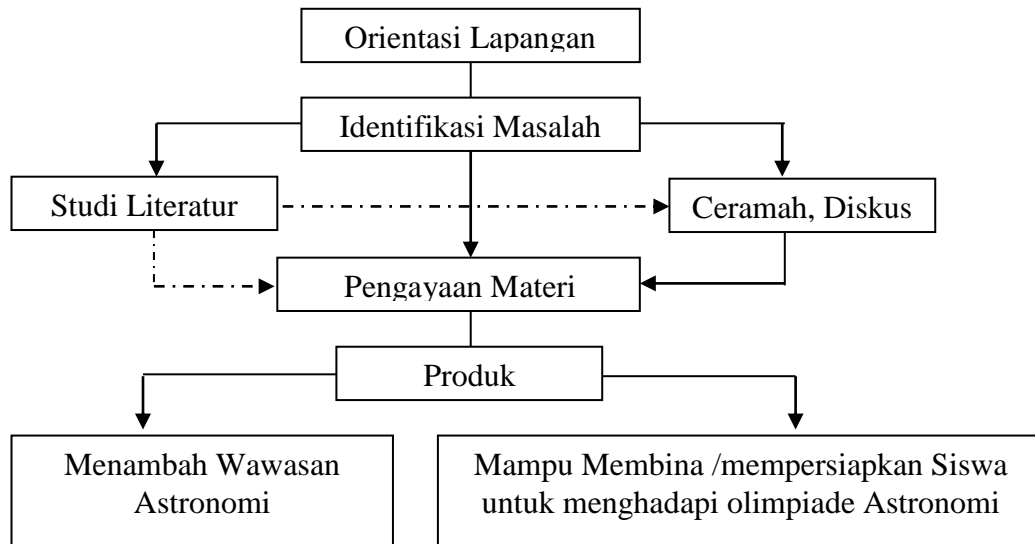 Orientasi Lapangan
Identifikasi Masalah
Studi Literatur
Ceramah, Diskus
Pengayaan Materi
Produk
Menambah Wawasan
Astronomi
Mampu Membina /mempersiapkan Siswa
untuk menghadapi olimpiade Astronomi